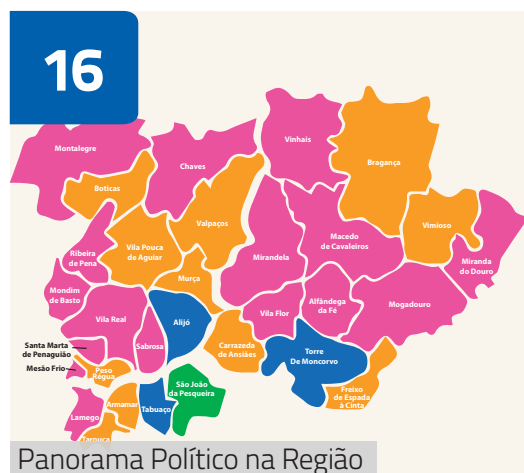 16
Montalegre
Chaves
Vinhais
Bragança
Boticas
Valpaços
Vimioso
Miranda
do Douro
Macedo
de Cavaleiros
Mirandela
Mogadouro
Ribeira
de Pena
Vila Pouca
de Aguiar
Murça
Mondim
de Basto
Vila Real
Alijó
Vila Flor
Alfândega
da Fé
Santa Marta
de Penaguião
Sabrosa
Carrazeda
de Ansiães
Torre
De Moncorvo
Mesão Frio
Peso
Régua
Freixo
de Espada
à Cinta
São João
da Pesqueira
Tabuaço
Armamar
Lamego
Tarouca
Panorama Político na Região